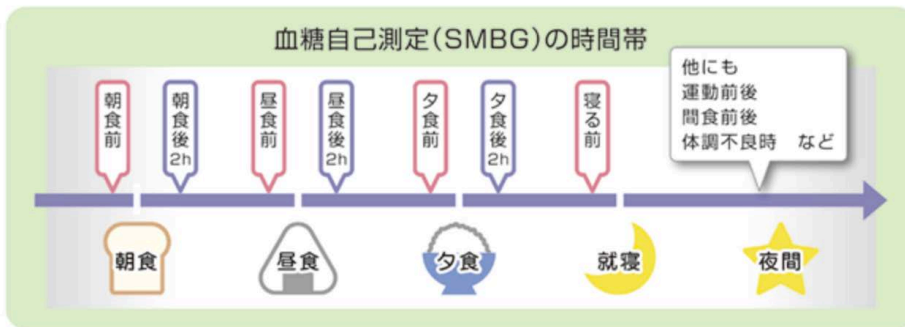 血糖自己測定(SMBG)の時間帯
朝食前
朝食後2h
昼食前
昼食後2h
夕食前
夕食後2h
寝る前
他にも
運動前後
間食前後
体調不良時 など
朝食
昼食
夕食
就寝
夜間